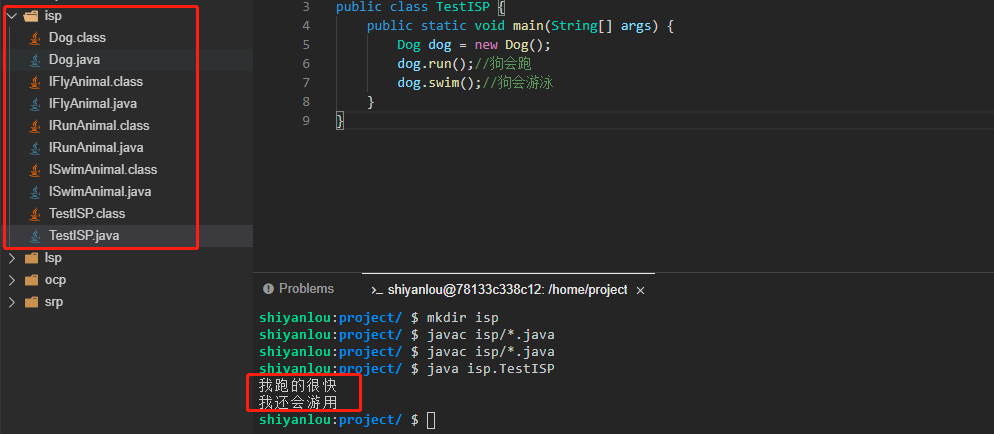 isp
Dog.class
Dog.java
IFlyAnimal.class
IFlyAnimal.java
IRunAnimal.class
IRunAnimal.java
ISwimAnimal.class
ISwimAnimal.java
TestISP.class
TestISP.java
lsp
ocp
srp
3 public class TestISP {
4 public static void main(String[] args) {
5 Dog dog = new Dog();
6 dog.run();//狗会跑
7 dog.swim();//狗会游泳
8 }
9 }
Problems
>_ shiyanlou@78133c338c12: /home/project ×
shiyanlou:project/ $ mkdir isp
shiyanlou:project/ $ javac isp/*.java
shiyanlou:project/ $ javac isp/*.java
shiyanlou:project/ $ java isp.TestISP
我跑的很快
我还会游用
shiyanlou:project/ $